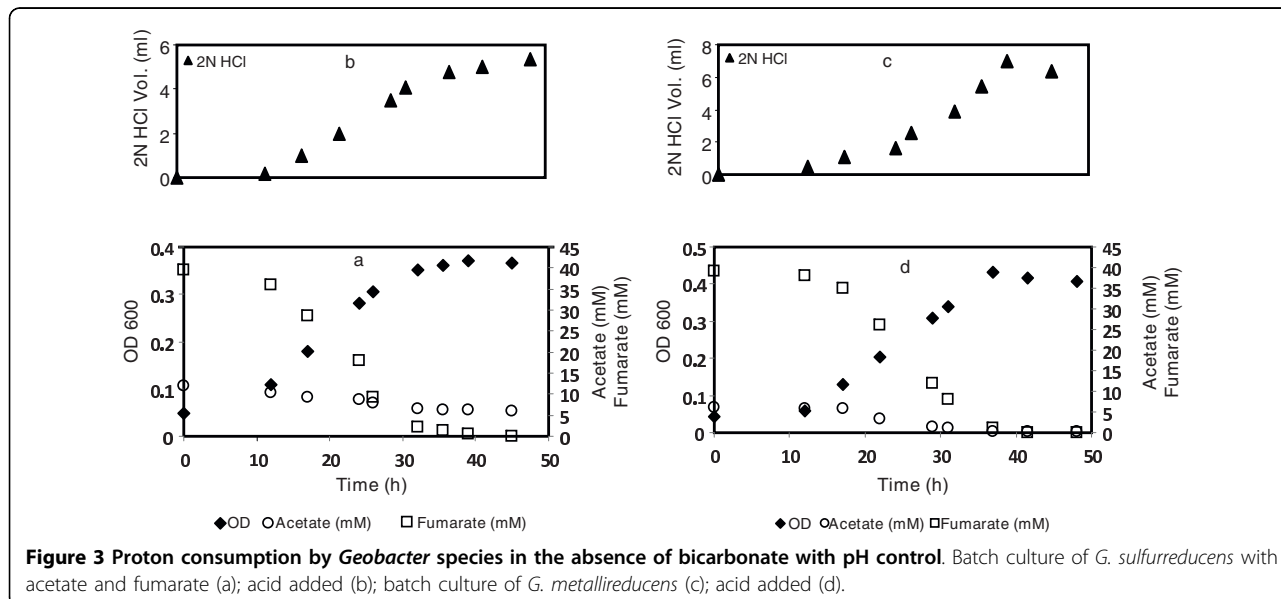 6
4
2
0
2N HCl Vol. (ml)
▲ 2N HCl
b
8
6
4
2
0
2N HCl Vol. (ml)
▲ 2N HCl
c
0.4
0.3
0.2
0.1
0
OD 600
a
45
40
35
30
25
20
15
10
5
0
Acetate (mM)
Fumarate (mM)
0 10 20 30 40 50
Time (h)
◆OD ○Acetate (mM) □Fumarate (mM)
0.5
0.4
0.3
0.2
0.1
0
OD 600
d
45
40
35
30
25
20
15
10
5
0
Acetate (mM)
Fumarate (mM)
0 10 20 30 40 50
Time (h)
◆OD ○Acetate (mM) □Fumarate (mM)
Figure 3 Proton consumption by Geobacter species in the absence of bicarbonate with pH control. Batch culture of G. sulfurreducens with
acetate and fumarate (a); acid added (b); batch culture of G. metallireducens (c); acid added (d).